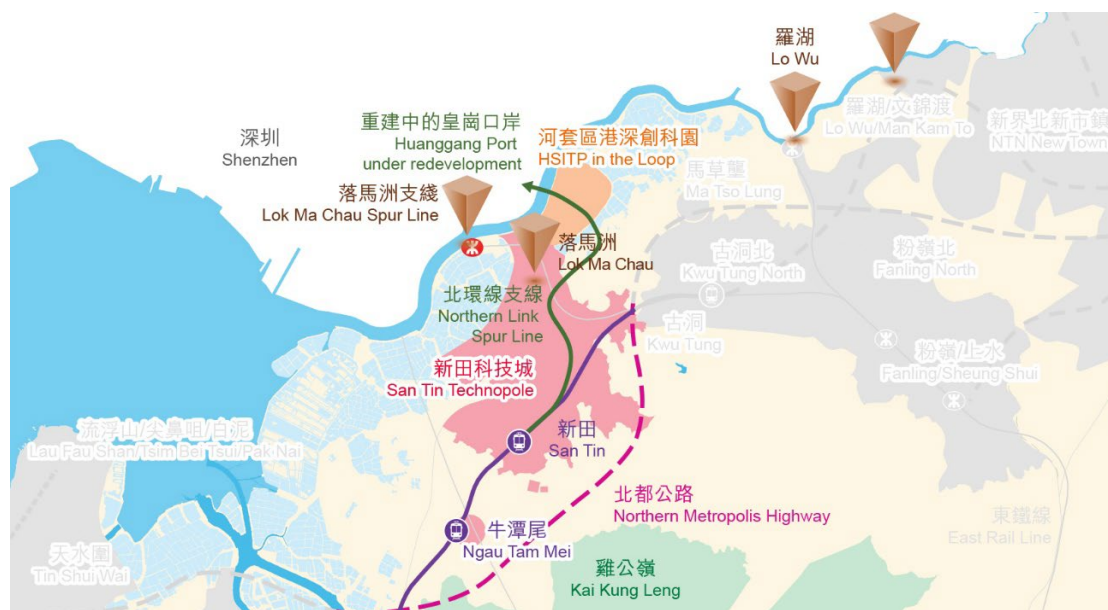 羅湖
Lo Wu
深圳
Shenzhen
重建中的皇崗口岸
Huanggang Port
under redevelopment
河套區港深創科園
HSITP in the Loop
羅湖/文錦渡
Lo Wu/Man Kam To
新界北新市鎮
NTN New Town
落馬洲支綫
Lok Ma Chau Spur Line
馬草壟
Ma Tso Lung
落馬洲
Lok Ma Chau
古洞北
Kwu Tung North
粉嶺北
Fanling North
北環線支線
Northern Link
Spur Line
古洞
Kwu Tung
新田科技城
San Tin Technopole
粉嶺/上水
Fanling/Sheung Shui
流浮山/尖鼻咀/白泥
Lau Fau Shan/Tsim Bei Tsui/Pak Nai
新田
San Tin
北都公路
Northern Metropolis Highway
東鐵線
East Rail Line
牛潭尾
Ngau Tam Mei
天水圍
Tin Shui Wai
雞公嶺
Kai Kung Leng